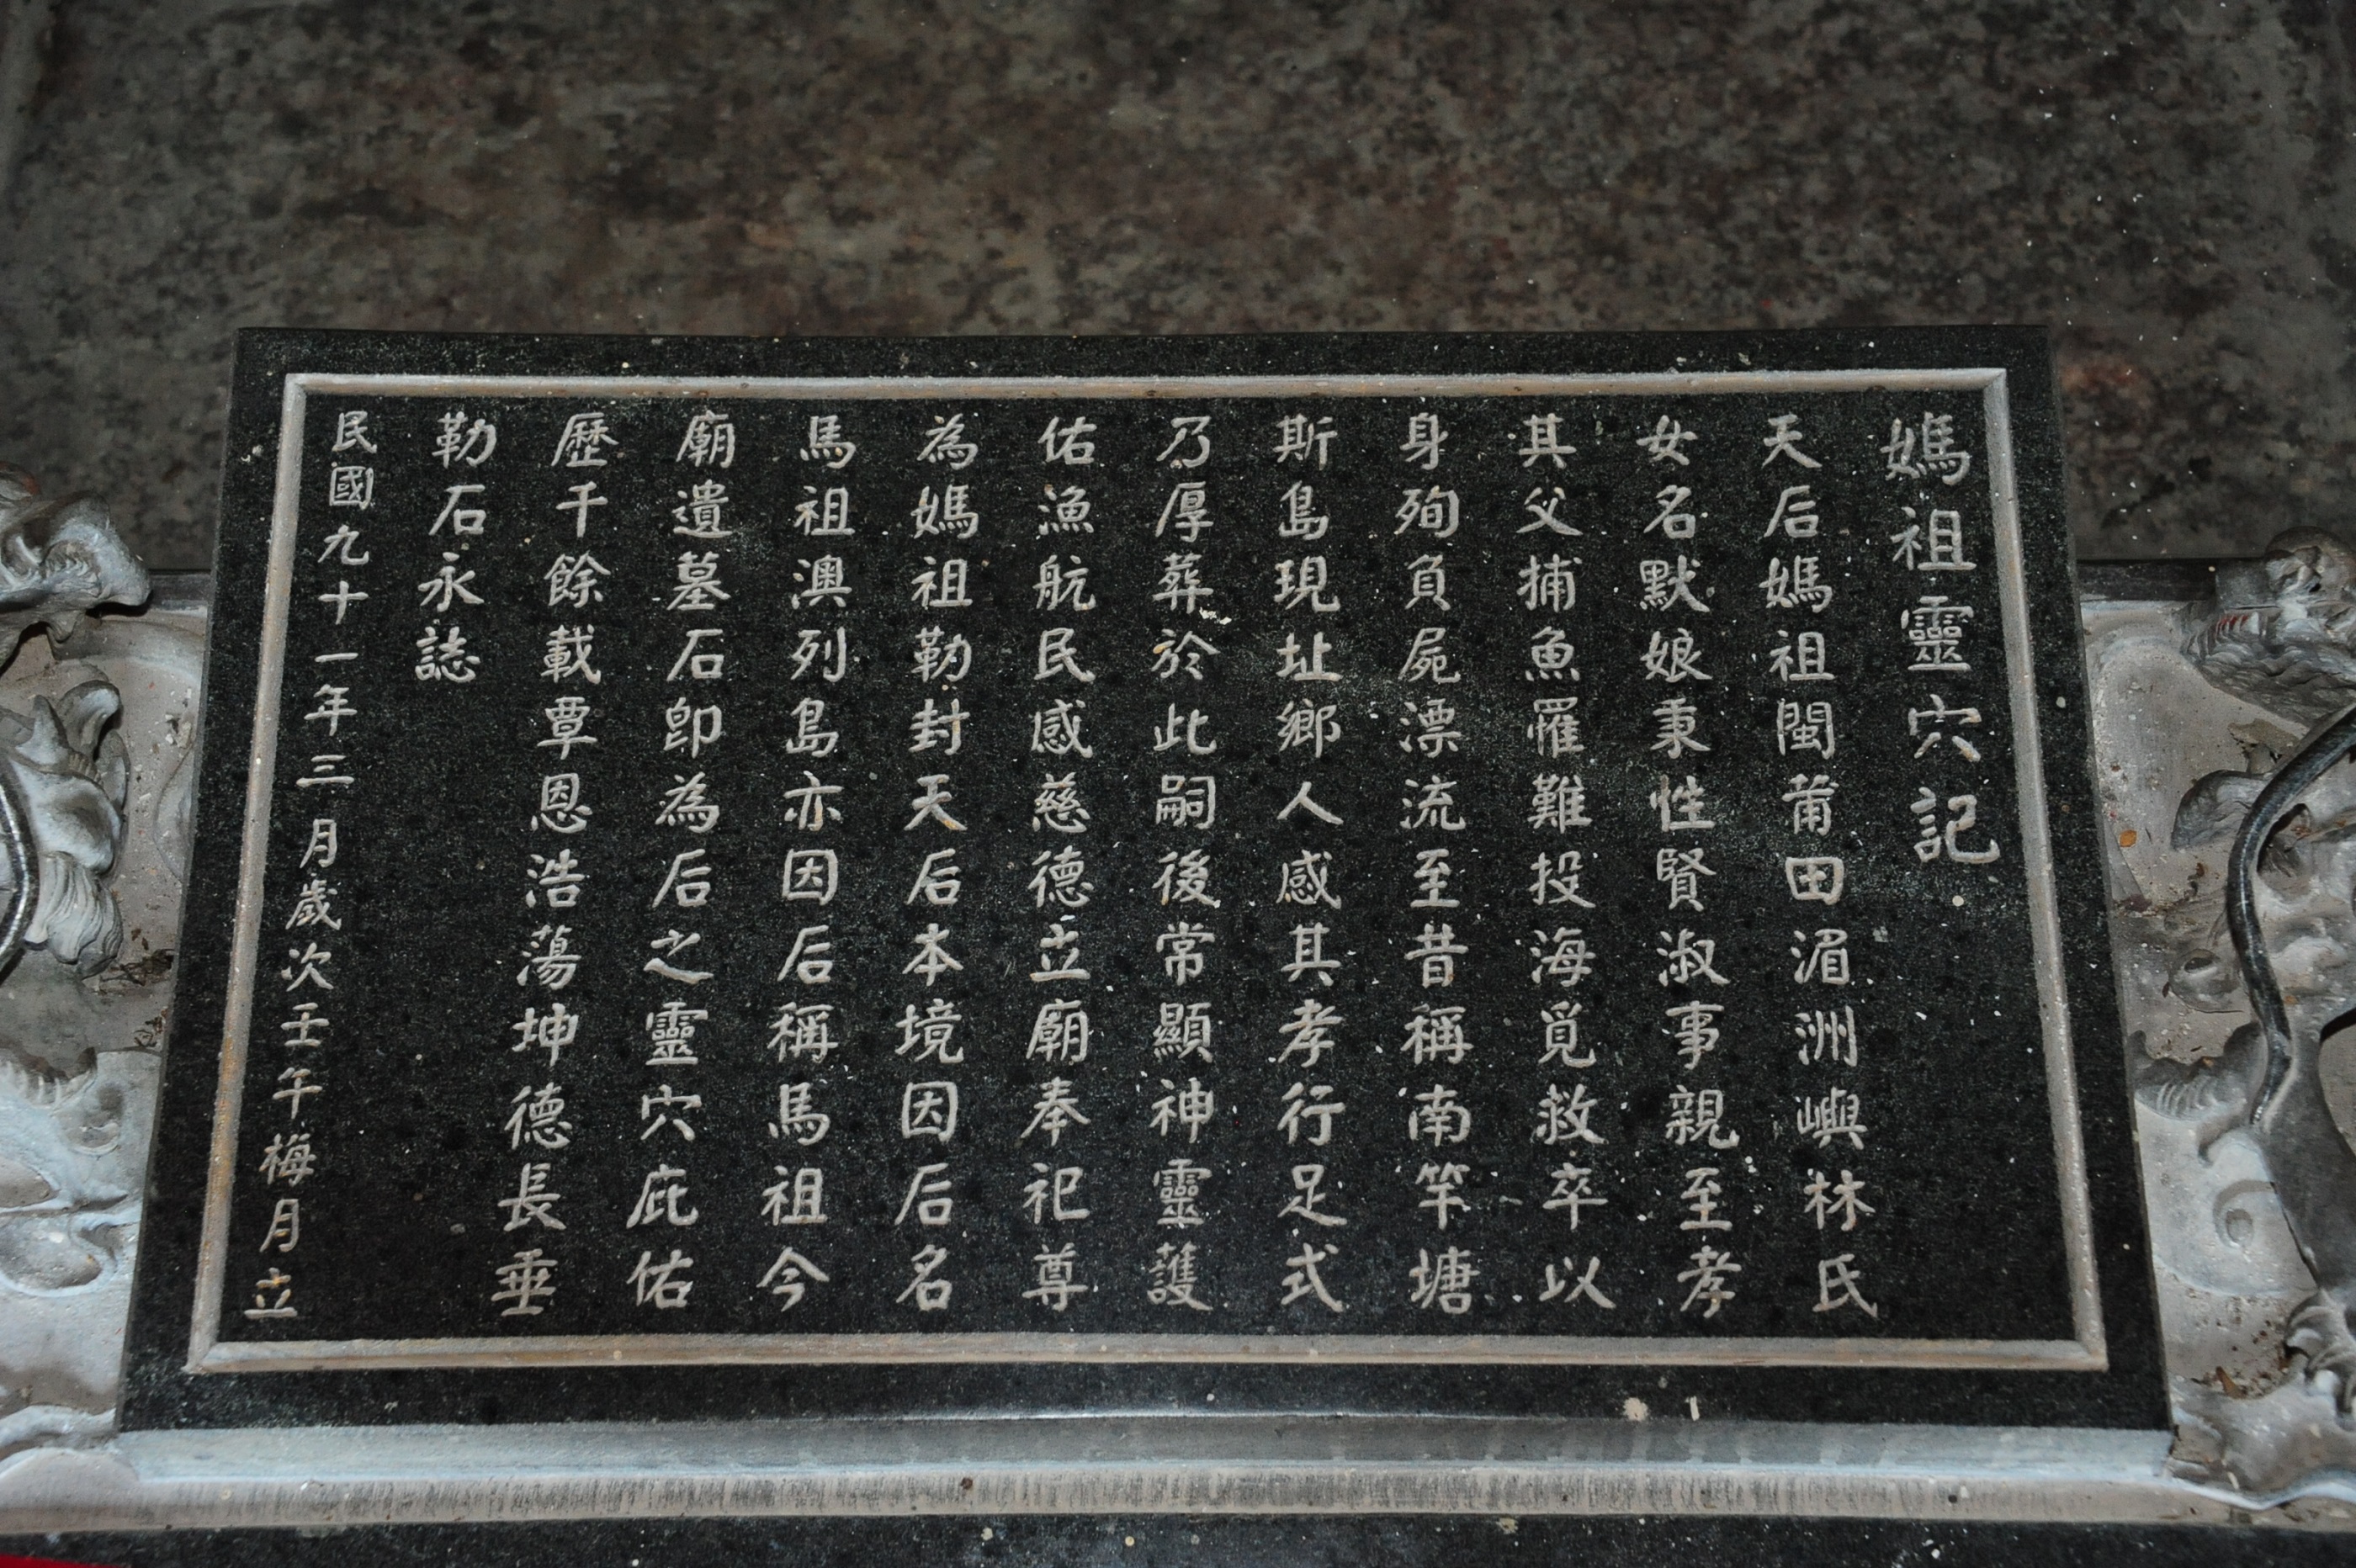 媽祖靈穴記
天后媽祖閩莆田湄洲嶼林氏
女名默娘秉性賢淑事親至孝
其父捕魚罹難投海覓救卒以
身殉負屍漂流至昔稱南竿塘
斯島現址鄉人感其孝行足式
乃厚葬於此嗣後常顯神靈護
佑漁航民感慈德立廟奉祀尊
為媽祖勒封天后本境因后名
馬祖澳列島亦因后稱馬祖今
廟遺墓石即為后之靈穴庇佑
歷千餘載覃恩浩蕩坤德長垂
勒石永誌
民國九十一年三月歲次壬午梅月立